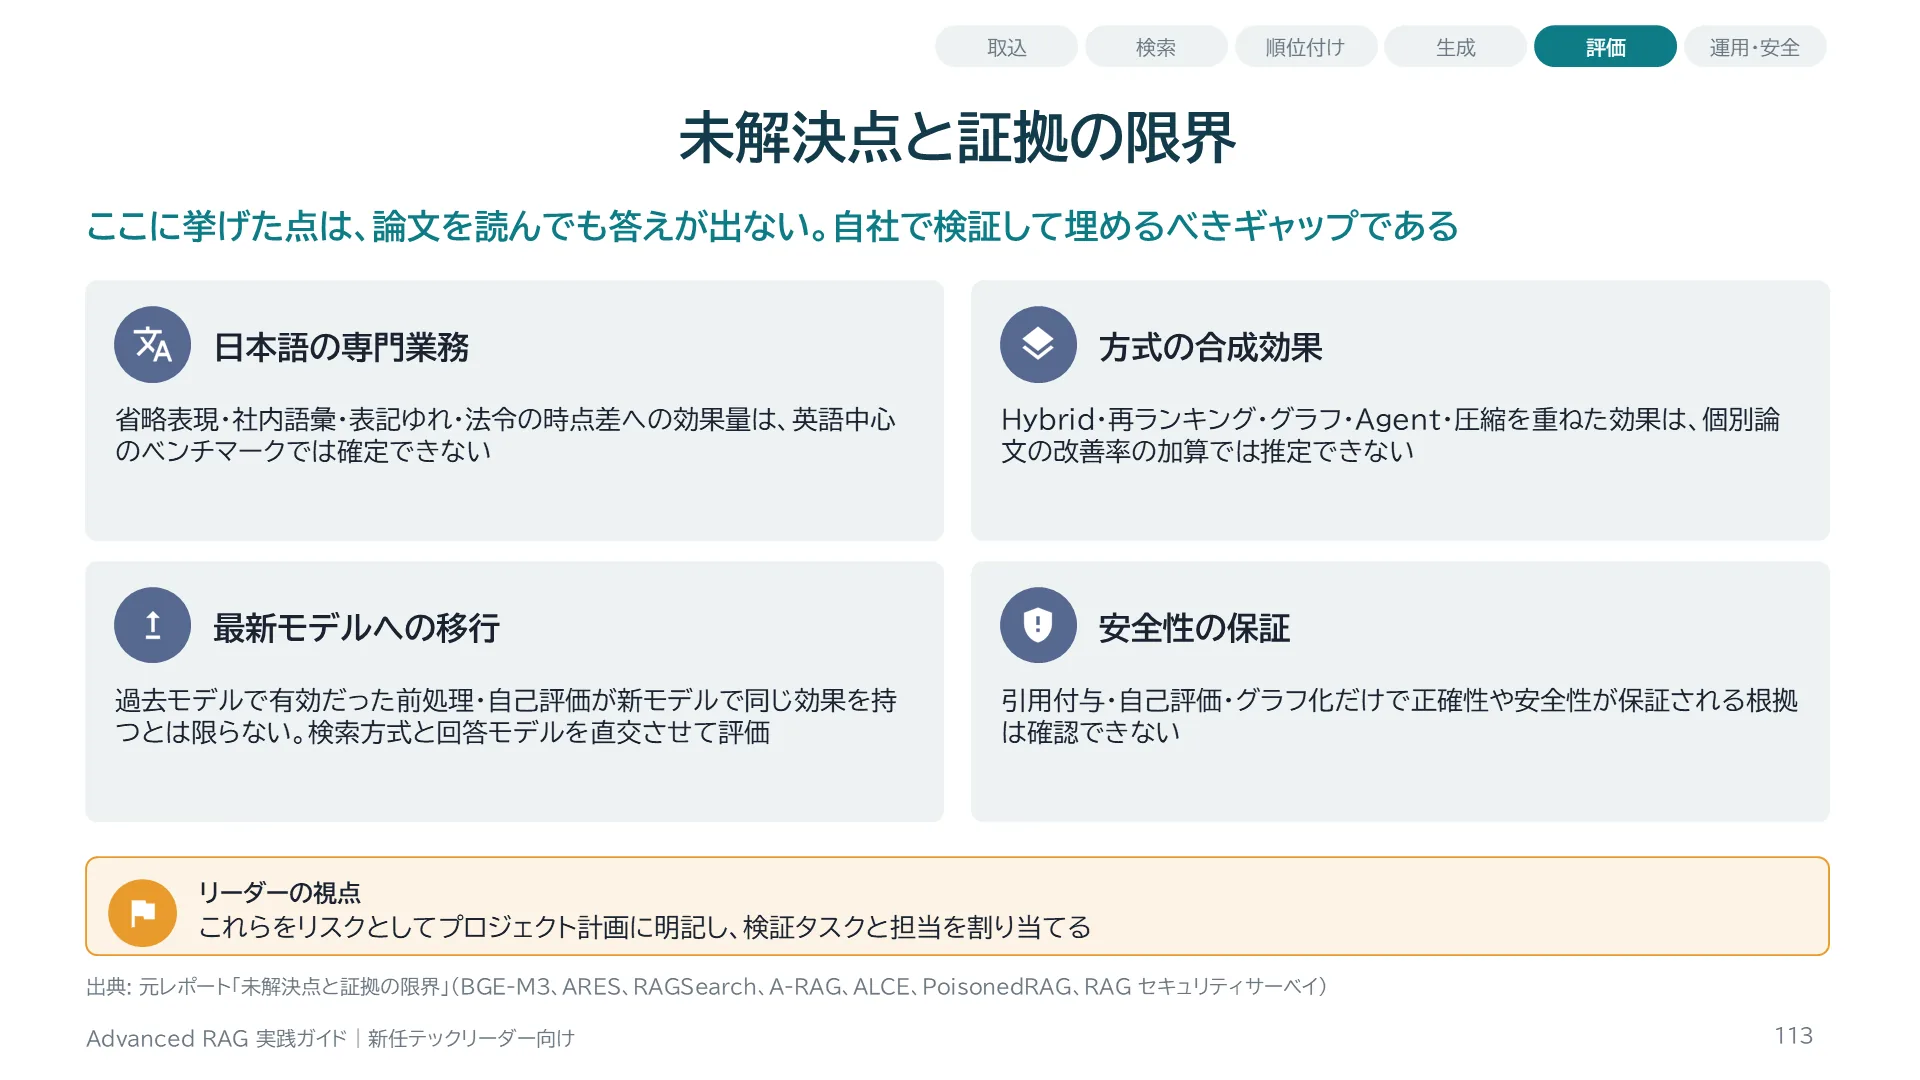 取込
検索
順位付け
生成
評価
運用・安全
未解決点と証拠の限界
ここに挙げた点は、論文を読んでも答えが出ない。自社で検証して埋めるべきギャップである
日本語の専門業務
省略表現・社内語彙・表記ゆれ・法令の時点差への効果量は、英語中心
のベンチマークでは確定できない
方式の合成効果
Hybrid・再ランキング・グラフ・Agent・圧縮を重ねた効果は、個別論
文の改善率の加算では推定できない
最新モデルへの移行
過去モデルで有効だった前処理・自己評価が新モデルで同じ効果を持
つとは限らない。検索方式と回答モデルを直交させて評価
安全性の保証
引用付与・自己評価・グラフ化だけで正確性や安全性が保証される根拠
は確認できない
リーダーの視点
これらをリスクとしてプロジェクト計画に明記し、検証タスクと担当を割り当てる
出典: 元レポート「未解決点と証拠の限界」(BGE-M3、ARES、RAGSearch、A-RAG、ALCE、PoisonedRAG、RAG セキュリティサーベイ)
Advanced RAG 実践ガイド｜新任テックリーダー向け
113